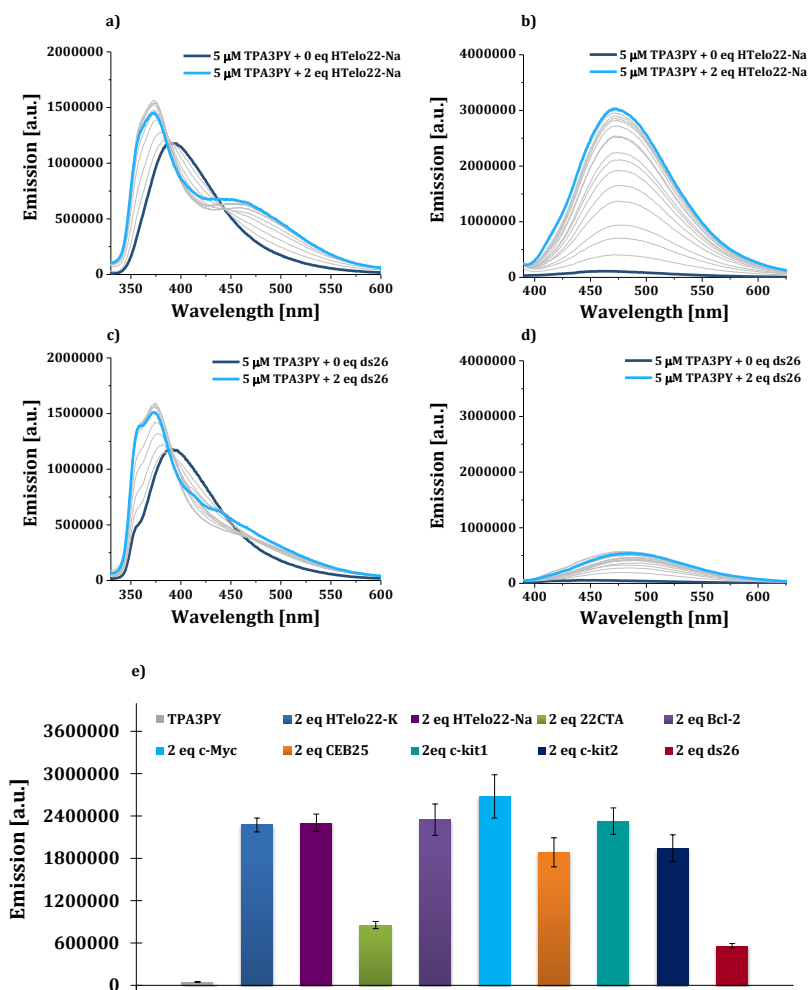 a)
5 µM TPA3PY + 0 eq HTelo22-Na
5 µM TPA3PY + 2 eq HTelo22-Na
Emission [a.u.]
2000000
1500000
1000000
500000
0
350 400 450 500 550 600
Wavelength [nm]
b)
5 µM TPA3PY + 0 eq HTelo22-Na
5 µM TPA3PY + 2 eq HTelo22-Na
Emission [a.u.]
4000000
3000000
2000000
1000000
0
400 450 500 550 600
Wavelength [nm]
c)
5 µM TPA3PY + 0 eq ds26
5 µM TPA3PY + 2 eq ds26
Emission [a.u.]
2000000
1500000
1000000
500000
0
350 400 450 500 550 600
Wavelength [nm]
d)
5 µM TPA3PY + 0 eq ds26
5 µM TPA3PY + 2 eq ds26
Emission [a.u.]
4000000
3000000
2000000
1000000
0
400 450 500 550 600
Wavelength [nm]
e)
TPA3PY 2 eq HTelo22-K 2 eq HTelo22-Na 2 eq 22CTA 2 eq Bcl-2
2 eq c-Myc 2 eq CEB25 2eq c-kit1 2 eq c-kit2 2 eq ds26
Emission [a.u.]
3600000
3000000
2400000
1800000
1200000
600000
0